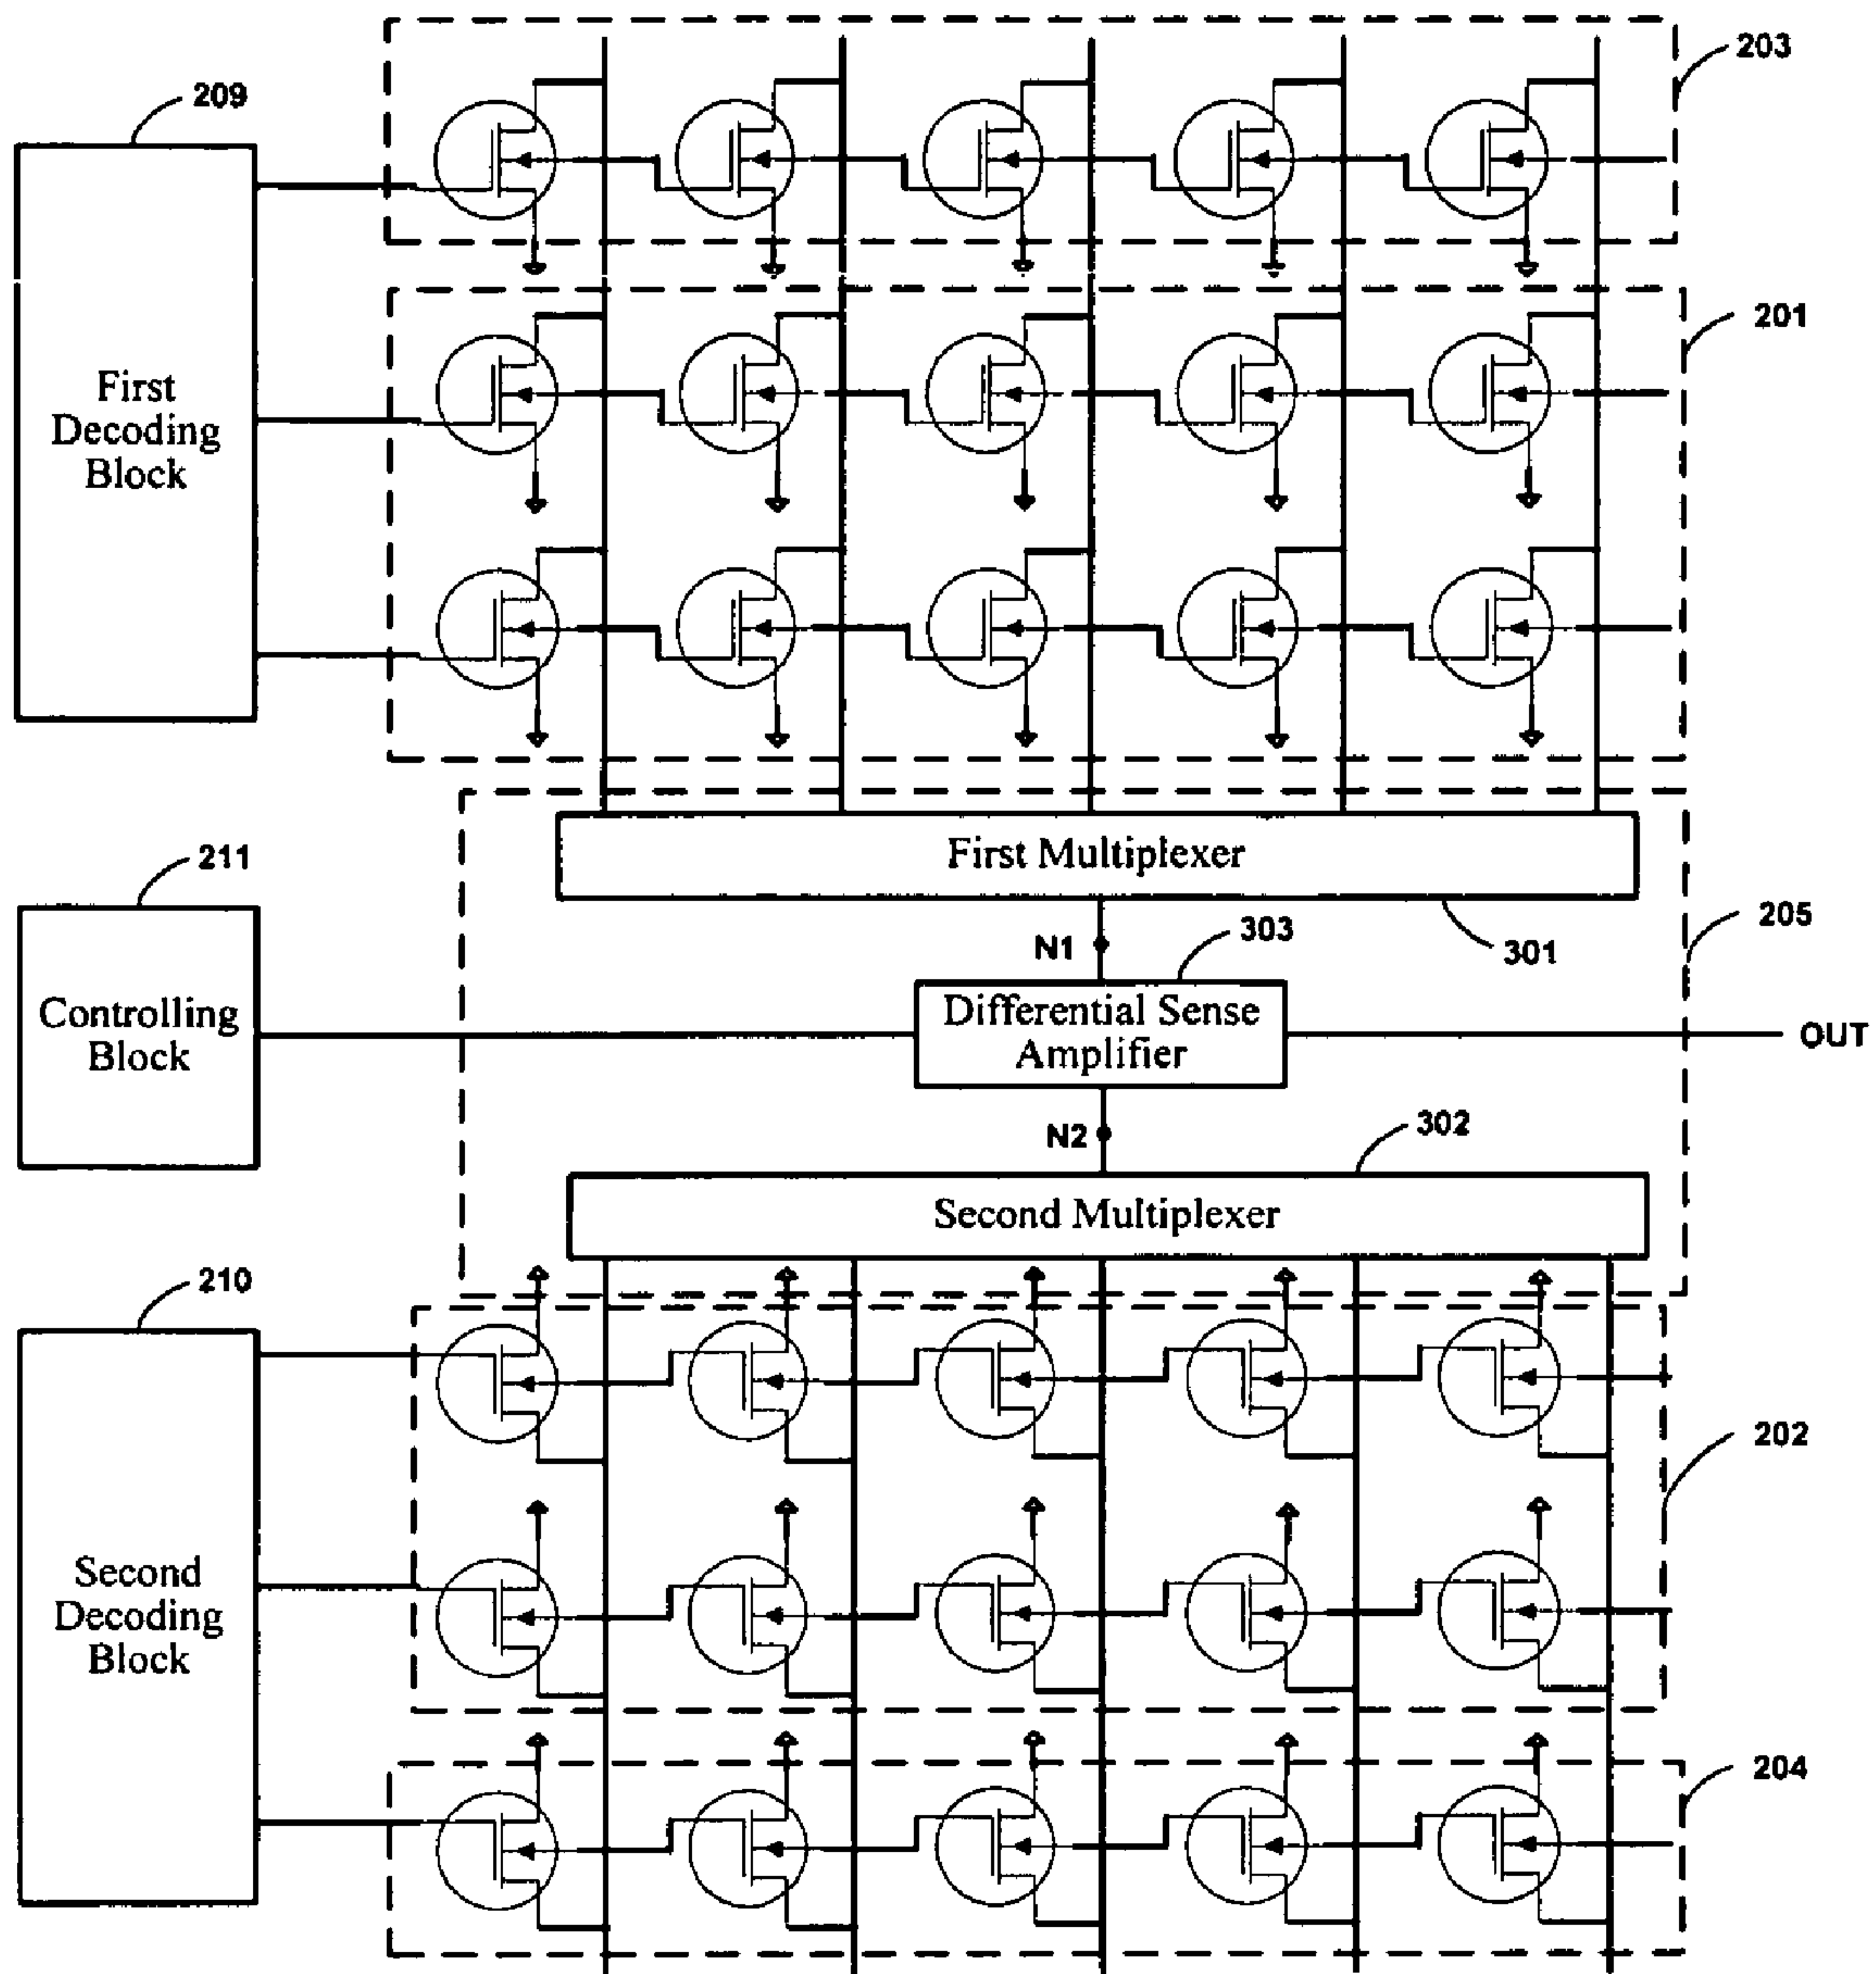 203
209
201
First
Decoding
Block
First Multiplexer
211
205
N1
303
301
Controlling
Block
Differential Sense
Amplifier
OUT
N2
302
Second Multiplexer
210
202
Second
Decoding
Block
204